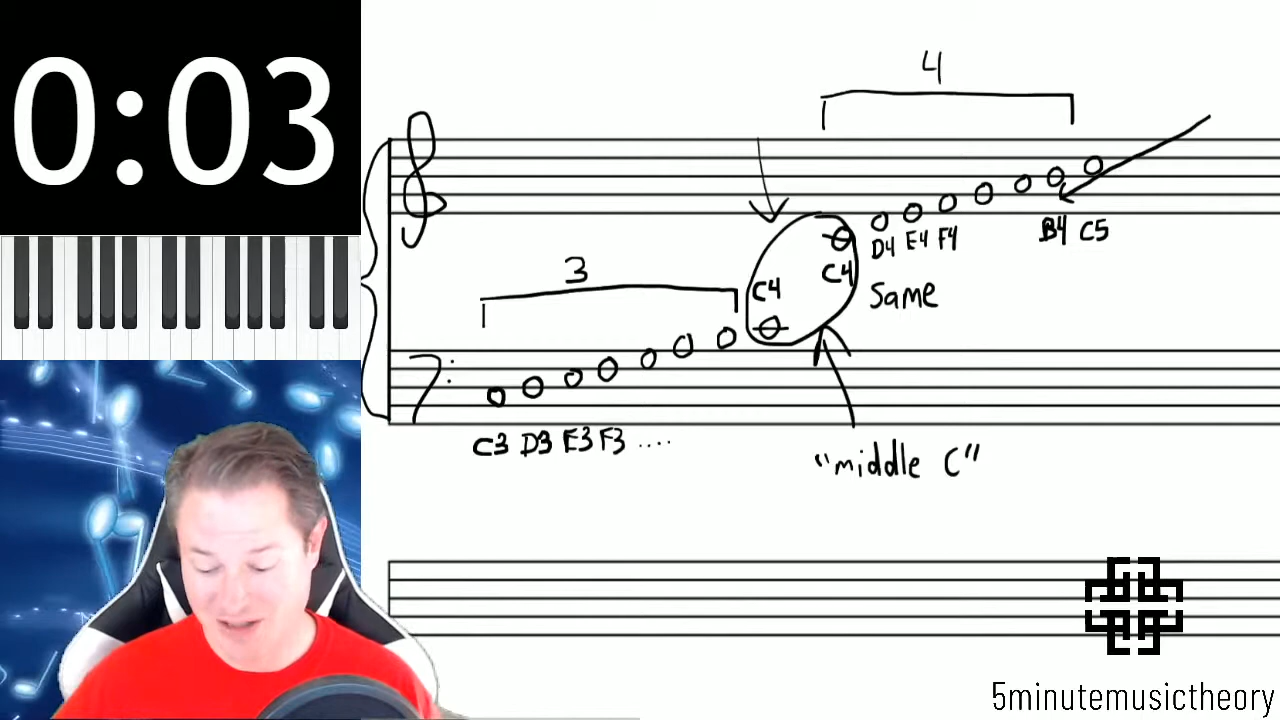 0:03
4
D4 E4 F4 B4 C5
C4
3
C4
Same
C3 D3 E3 F3 ....
"middle C"
5minutemusictheory